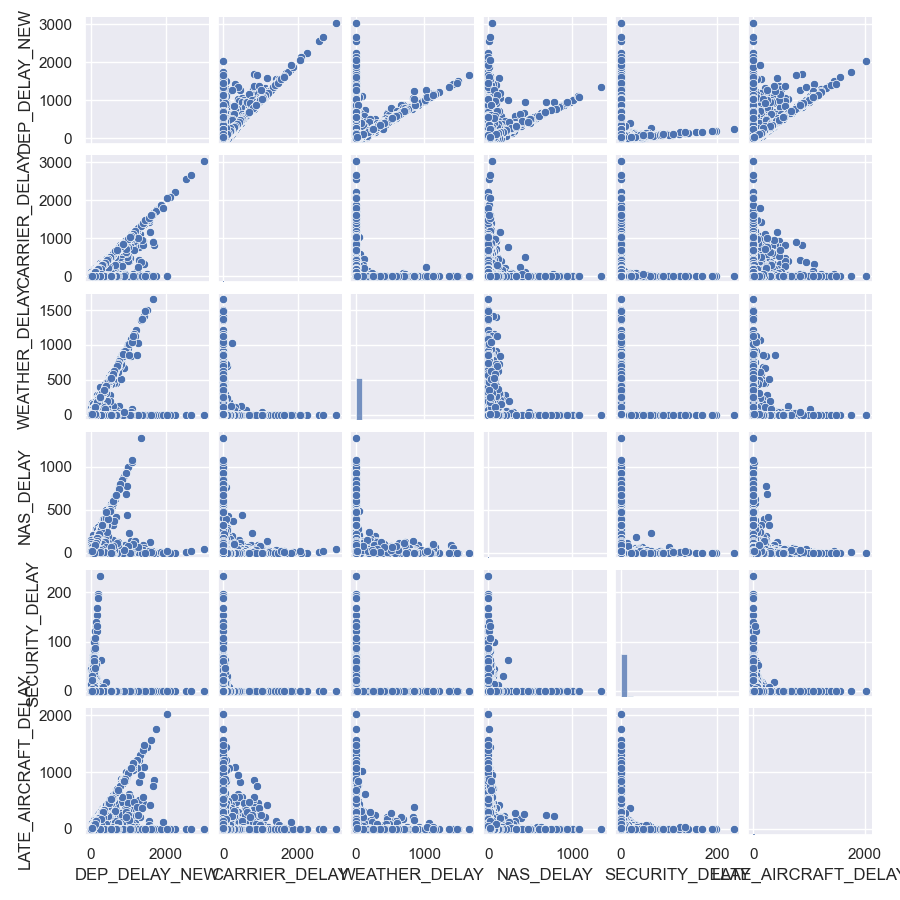 DEP_DELAY_NEW
3000
2000
1000
0
CARRIER_DELAY
3000
2000
1000
0
WEATHER_DELAY
1500
1000
500
0
NAS_DELAY
1000
500
0
SECURITY_DELAY
200
100
0
LATE_AIRCRAFT_DELAY
2000
1000
0
0 2000 0 2000 0 1000 0 1000 0 200 0 2000
DEP_DELAY_NEW CARRIER_DELAY WEATHER_DELAY NAS_DELAY SECURITY_DELAY LATE_AIRCRAFT_DELAY